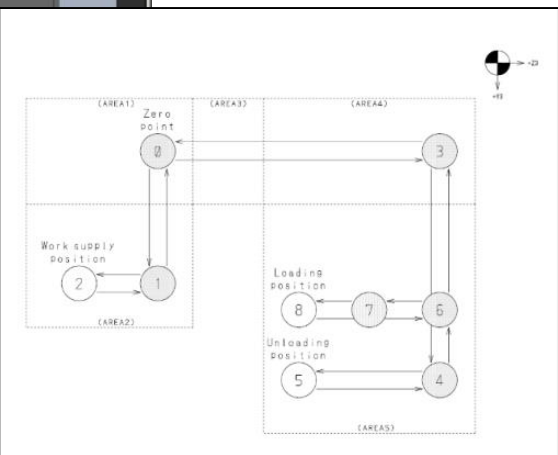 (AREA1)
(AREA3)
(AREA4)
Zero
point
0
3
Work supply
position
2
1
(AREA2)
Loading
position
8
7
6
Unloading
position
5
4
(AREA5)